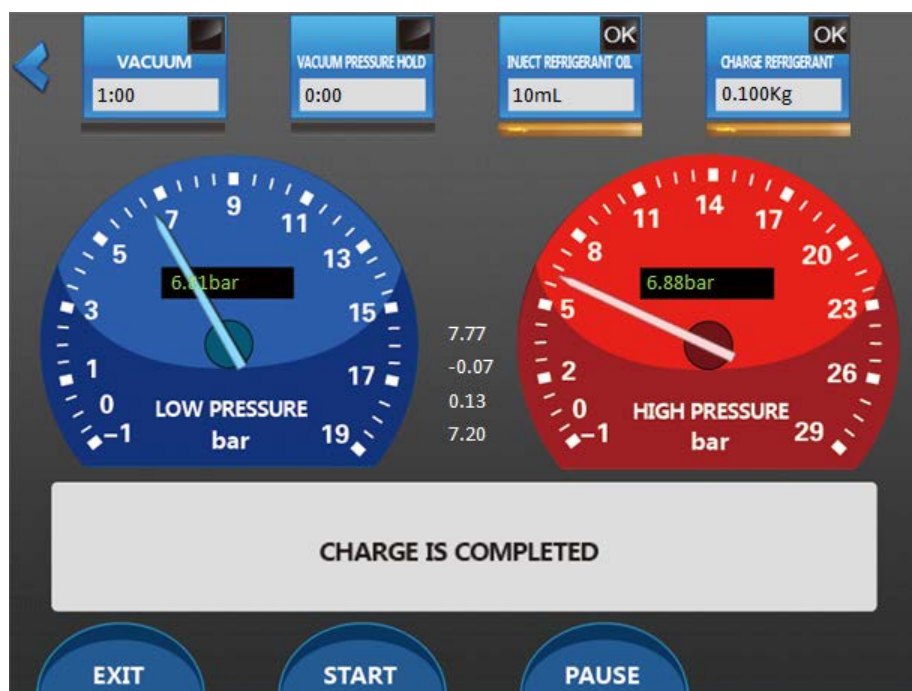 OK
OK
VACUUM
VACUUM PRESSURE HOLD
INJECT REFRIGERANT OIL
CHARGE REFRIGERANT
1:00
0:00
10mL
0.100Kg
-1
0
1
3
5
7
9
11
13
15
17
19
6.81bar
LOW PRESSURE
bar
7.77
-0.07
0.13
7.20
-1
0
2
5
8
11
14
17
20
23
26
29
6.88bar
HIGH PRESSURE
bar
CHARGE IS COMPLETED
EXIT
START
PAUSE